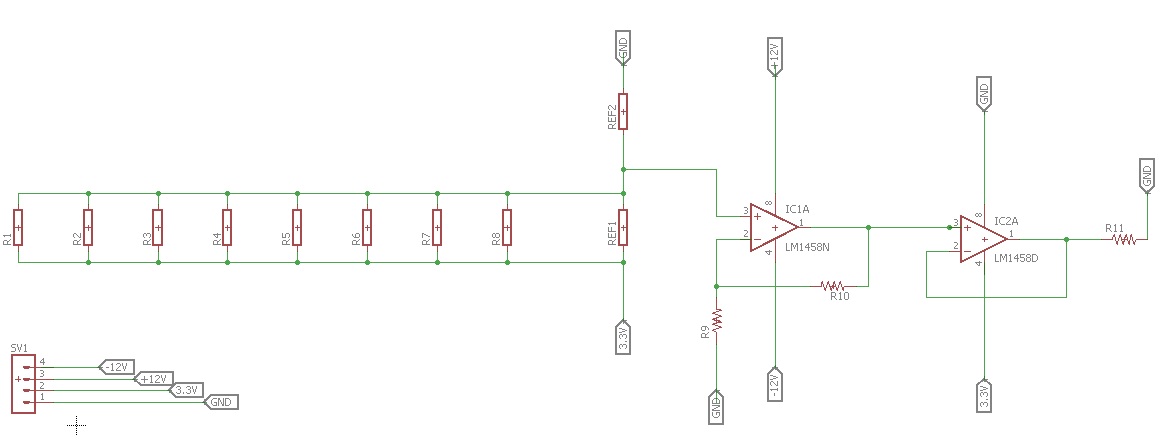 GND
+12V
GND
REF2
GND
8
3
IC1A
1
2
LM1458N
4
8
3
IC2A
1
2
LM1458D
4
R11
R1
R2
R3
R4
R5
R6
R7
R8
REF1
R10
R9
3.3V
SV1
4
-12V
3
+12V
2
3.3V
1
GND
GND
-12V
3.3V